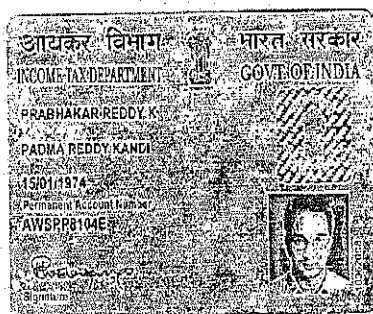 आयकर विभाग भारत सरकार
INCOME TAX DEPARTMENT GOVT. OF INDIA
PRABHAKAR REDDY K
PADMA REDDY KANDI
15/01/1974
Permanent Account Number
AWSPP8104E
Signature